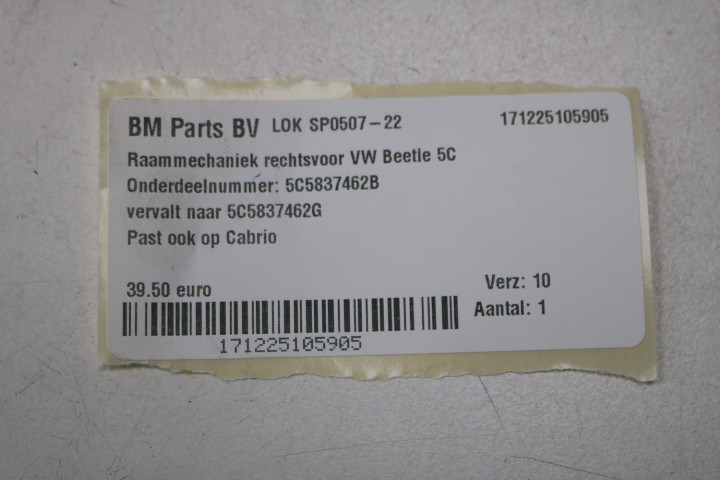 BM Parts BV LOK SP0507-22 171225105905
Raammechaniek rechtsvoor VW Beetle 5C
Onderdeelnummer: 5C5837462B
vervalt naar 5C5837462G
Past ook op Cabrio
39.50 euro Verz: 10
Aantal: 1
171225105905